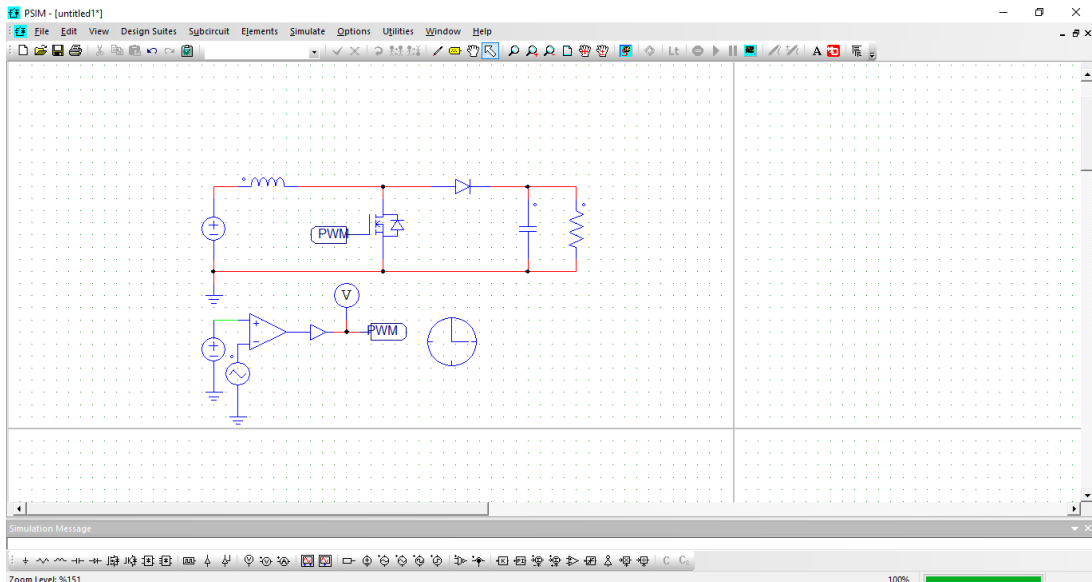 PSIM - [untitled1*]
File Edit View Design Suites Subcircuit Elements Simulate Options Utilities Window Help
Lt A
PWM
V
PWM
Simulation Message
K PI C C
Zoom Level: %151 100%